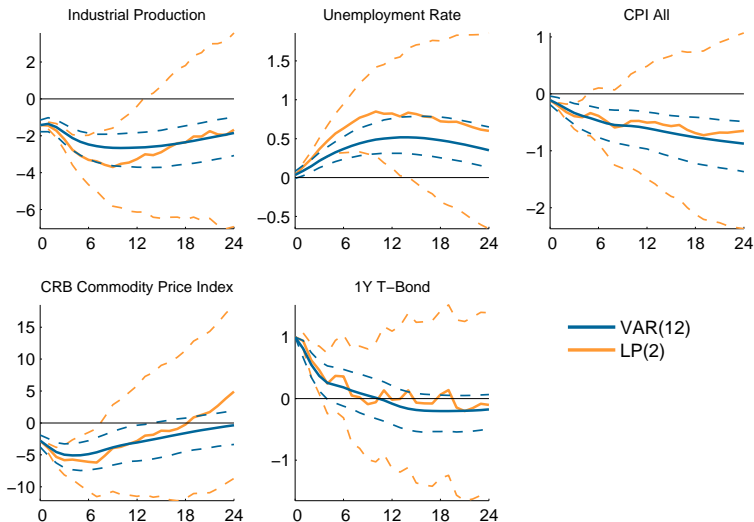 Industrial Production
2
0
−2
−4
−6
0 6 12 18 24
Unemployment Rate
1.5
1
0.5
0
−0.5
0 6 12 18 24
CPI All
1
0
−1
−2
0 6 12 18 24
CRB Commodity Price Index
15
10
5
0
−5
−10
0 6 12 18 24
1Y T−Bond
1
0
−1
0 6 12 18 24
VAR(12)
LP(2)